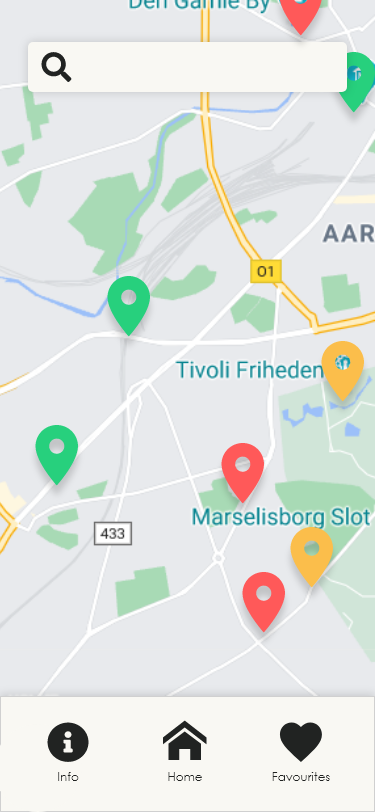 Den Gamle By
AAR
O1
Tivoli Friheden
Marselisborg Slot
433
Info
Home
Favourites